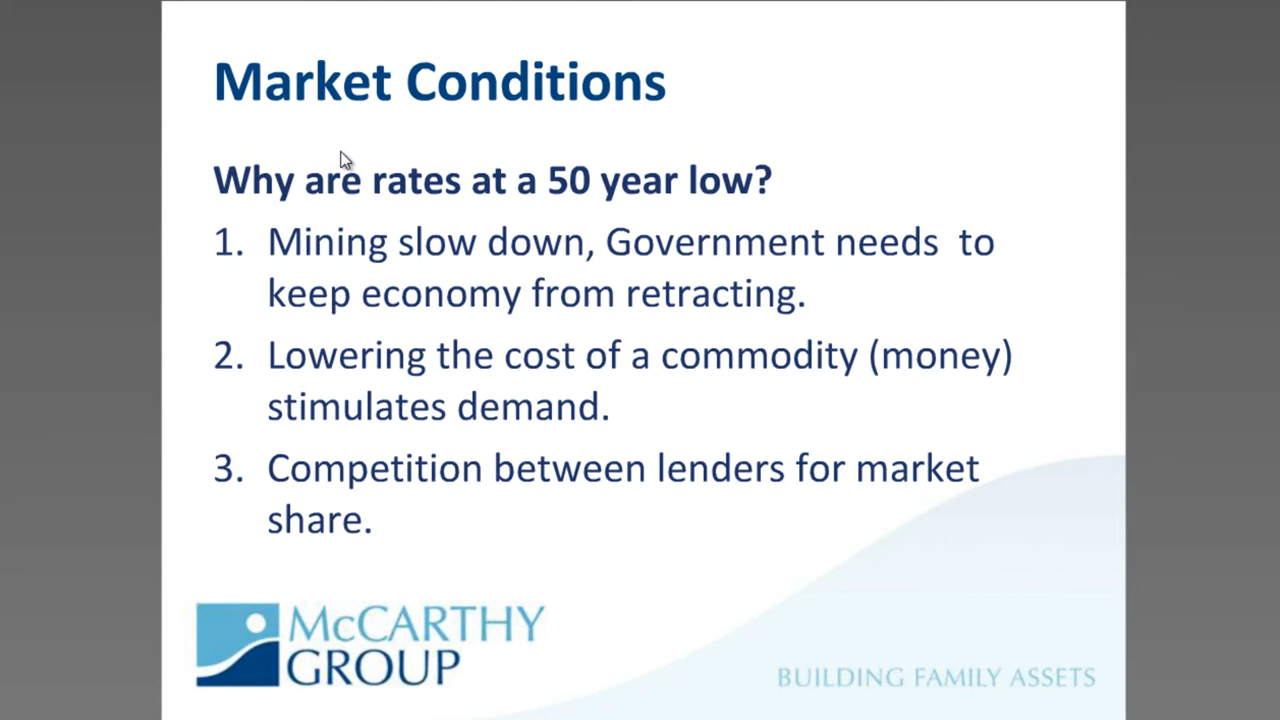 Market Conditions
Why are rates at a 50 year low?
1. Mining slow down, Government needs  to
keep economy from retracting.
2. Lowering the cost of a commodity (money)
stimulates demand.
3. Competition between lenders for market
share.
McCARTHY
GROUP
BUILDING FAMILY ASSETS